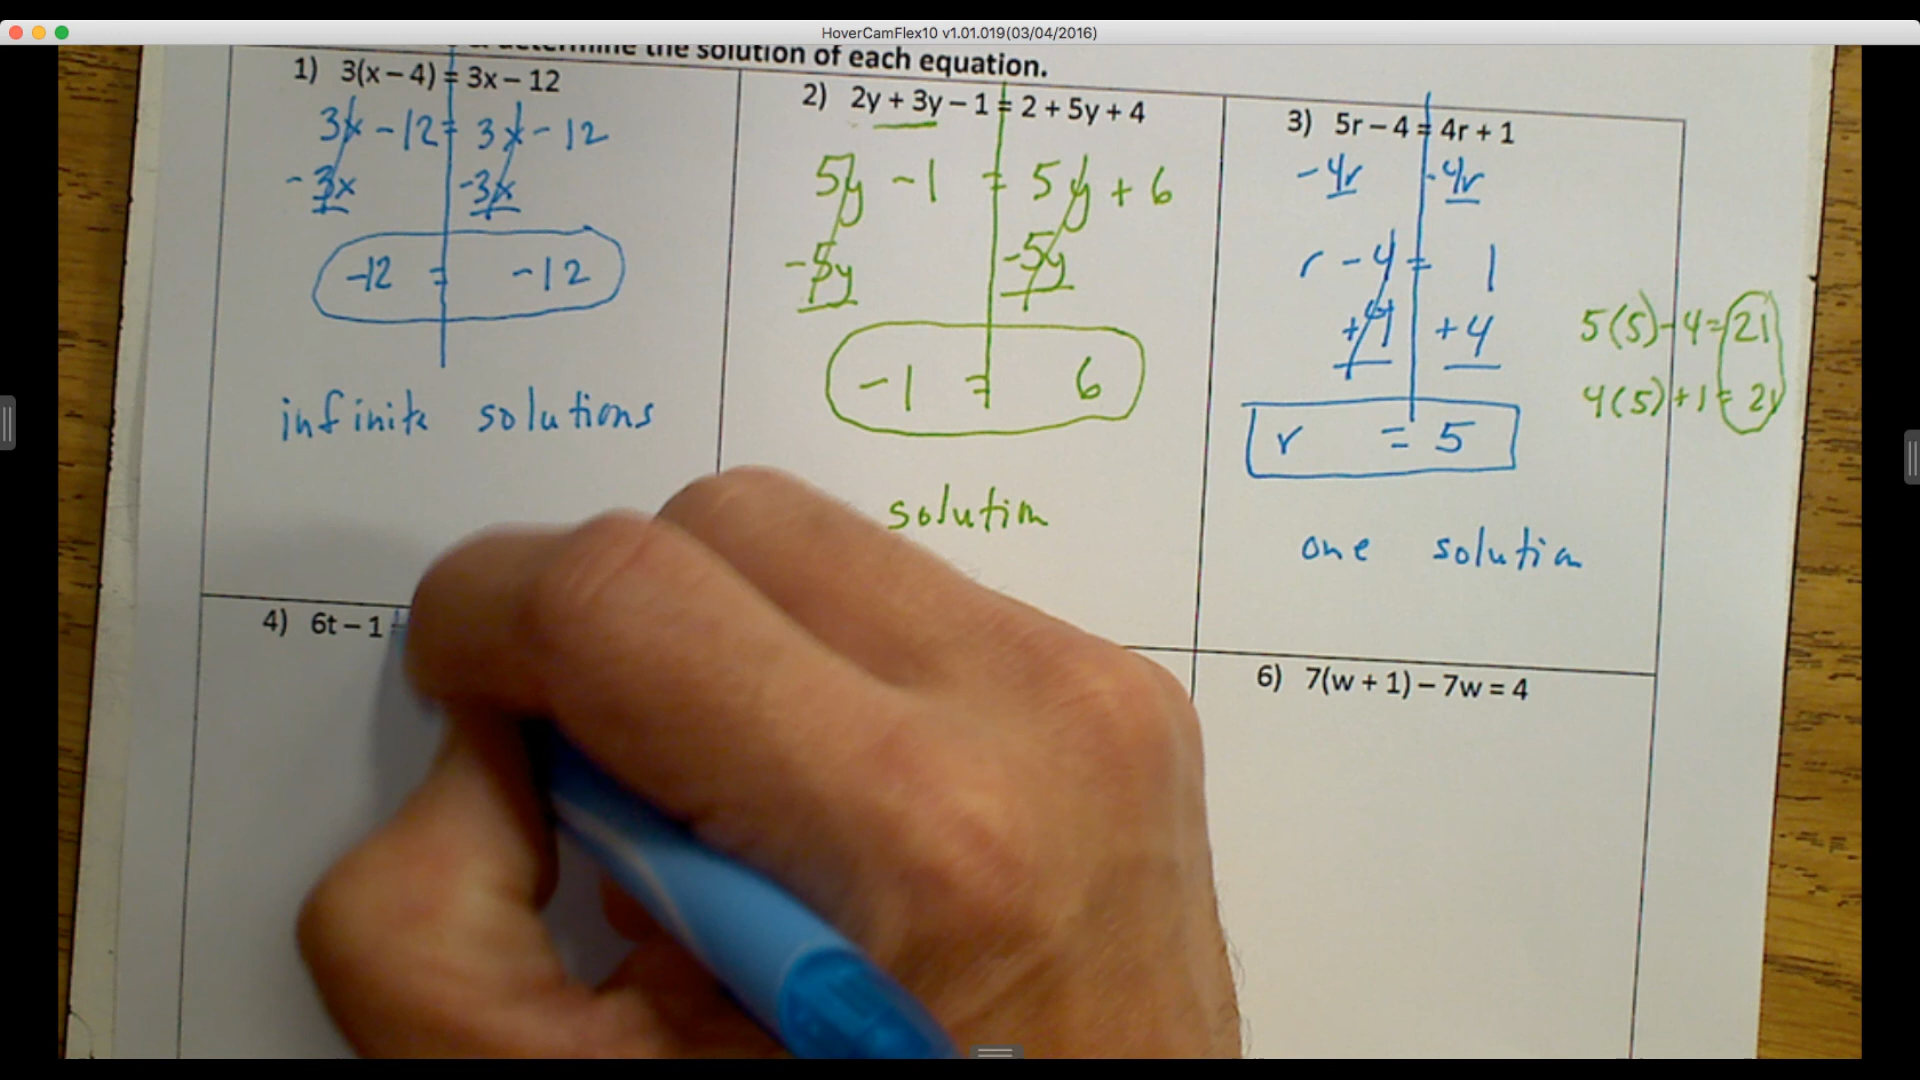 HoverCamFlex10 v1.01.019(03/04/2016)
determine the solution of each equation.
1) 3(x – 4) = 3x – 12
3x - 12 = 3x - 12
-3x -3x
-12 = -12
infinite solutions
2) 2y + 3y – 1 = 2 + 5y + 4
5y - 1 = 5y + 6
-5y -5y
-1 = 6
solution
3) 5r – 4 = 4r + 1
-4r -4r
r - 4 = 1
+4 +4
r = 5
5(5)-4=21
4(5)+1=21
one solution
4) 6t – 1
6) 7(w + 1) – 7w = 4